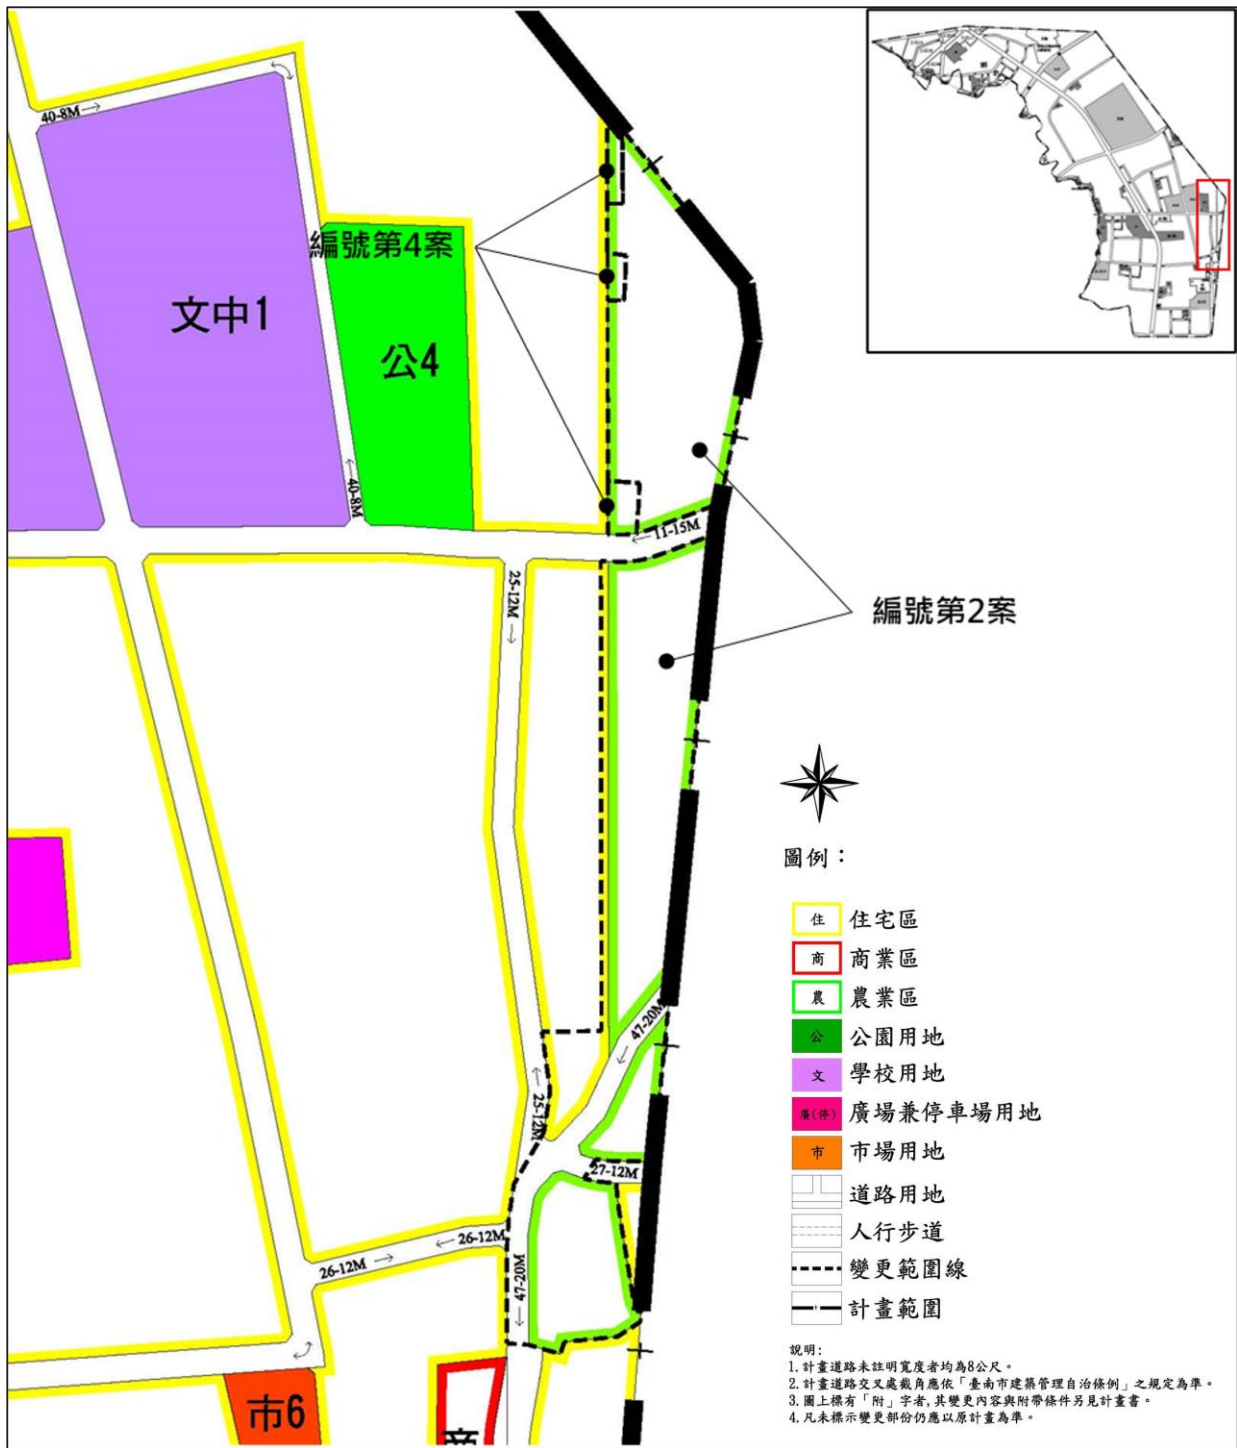 40-8M
編號第4案
文中1
公4
40-8M
11-15M
25-12M
編號第2案
圖例：
住 住宅區
商 商業區
農 農業區
公 公園用地
文 學校用地
廣(停) 廣場兼停車場用地
市 市場用地
道路用地
人行步道
變更範圍線
計畫範圍
47-20M
25-12M
27-12M
26-12M
26-12M
47-20M
市6
商
說明：
1. 計畫道路未註明寬度者均為8公尺。
2. 計畫道路交叉處截角應依「臺南市建築管理自治條例」之規定為準。
3. 圖上標有「附」字者,其變更內容與附帶條件另見計畫書。
4. 凡未標示變更部份仍應以原計畫為準。